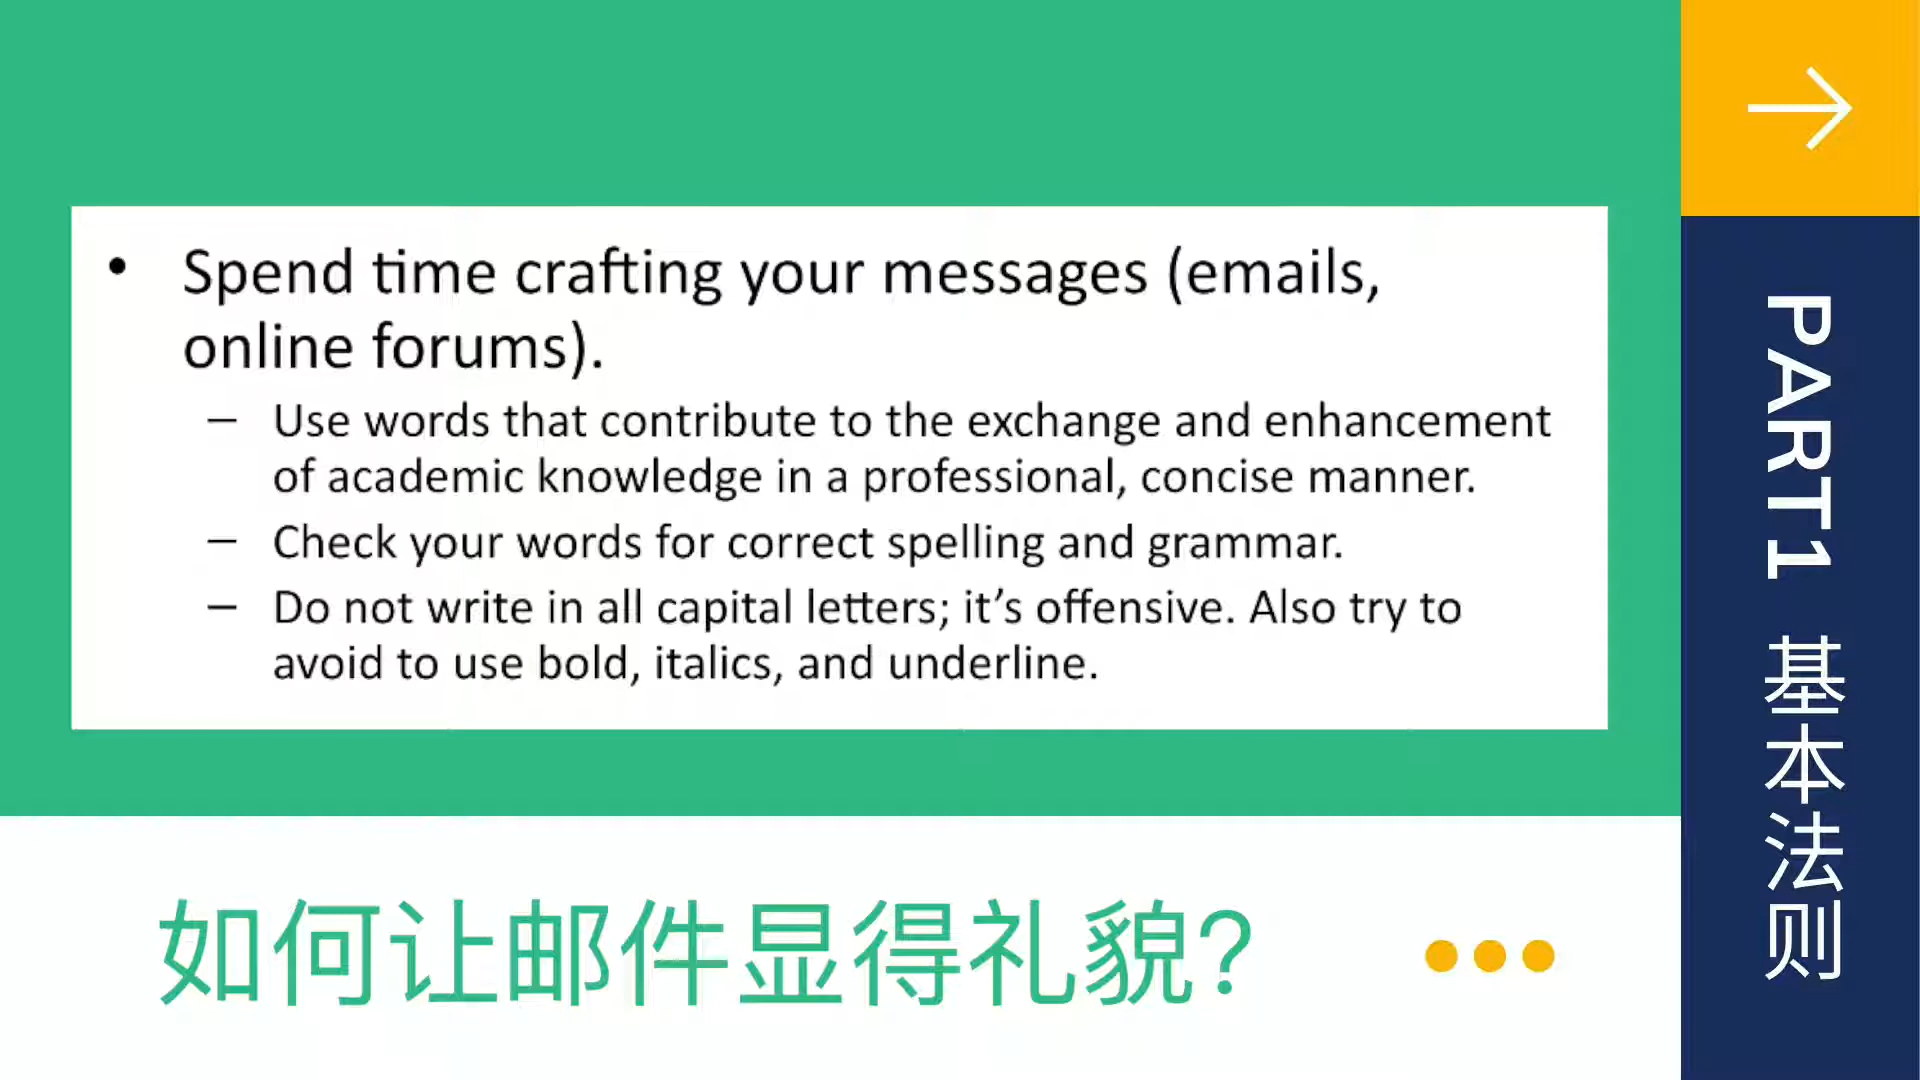 • Spend time crafting your messages (emails,
online forums).
– Use words that contribute to the exchange and enhancement
of academic knowledge in a professional, concise manner.
– Check your words for correct spelling and grammar.
– Do not write in all capital letters; it’s offensive. Also try to
avoid to use bold, italics, and underline.
如何让邮件显得礼貌?
PART1 基本法则